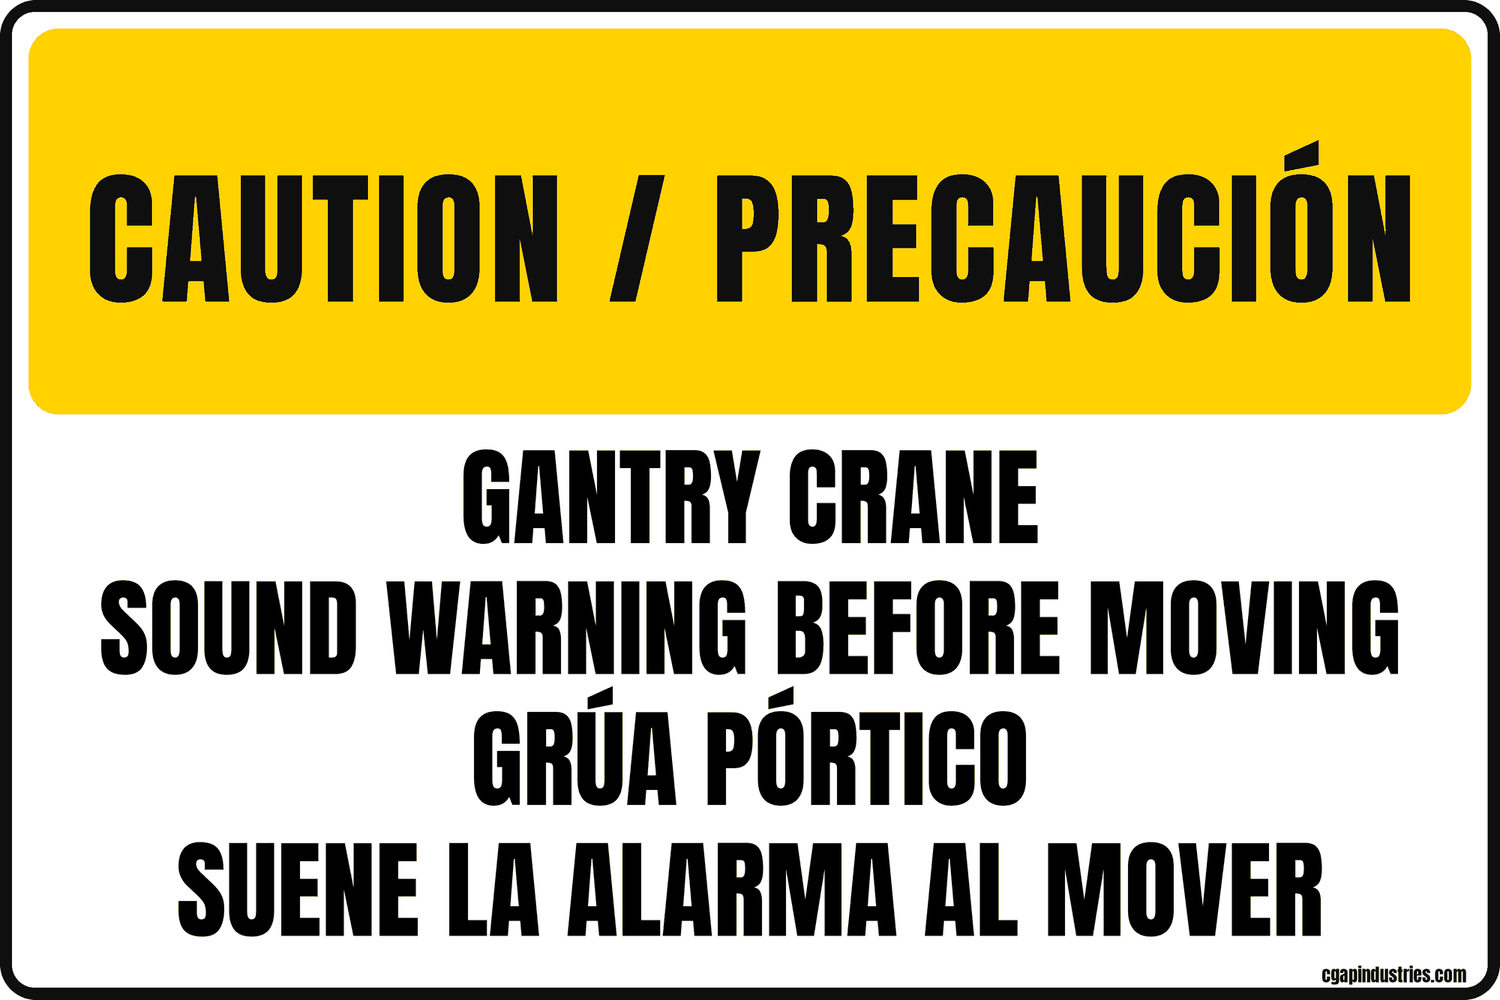 CAUTION / PRECAUCIÓN
GANTRY CRANE
SOUND WARNING BEFORE MOVING
GRÚA PÓRTICO
SUENE LA ALARMA AL MOVER
cgapindustries.com